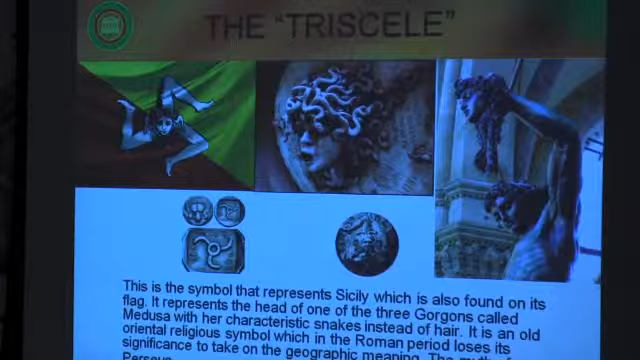 THE “TRISCELE”
This is the symbol that represents Sicily which is also found on its
flag. It represents the head of one of the three Gorgons called
Medusa with her characteristic snakes instead of hair. It is an old
oriental religious symbol which in the Roman period loses its
significance to take on the geographic meaning. The